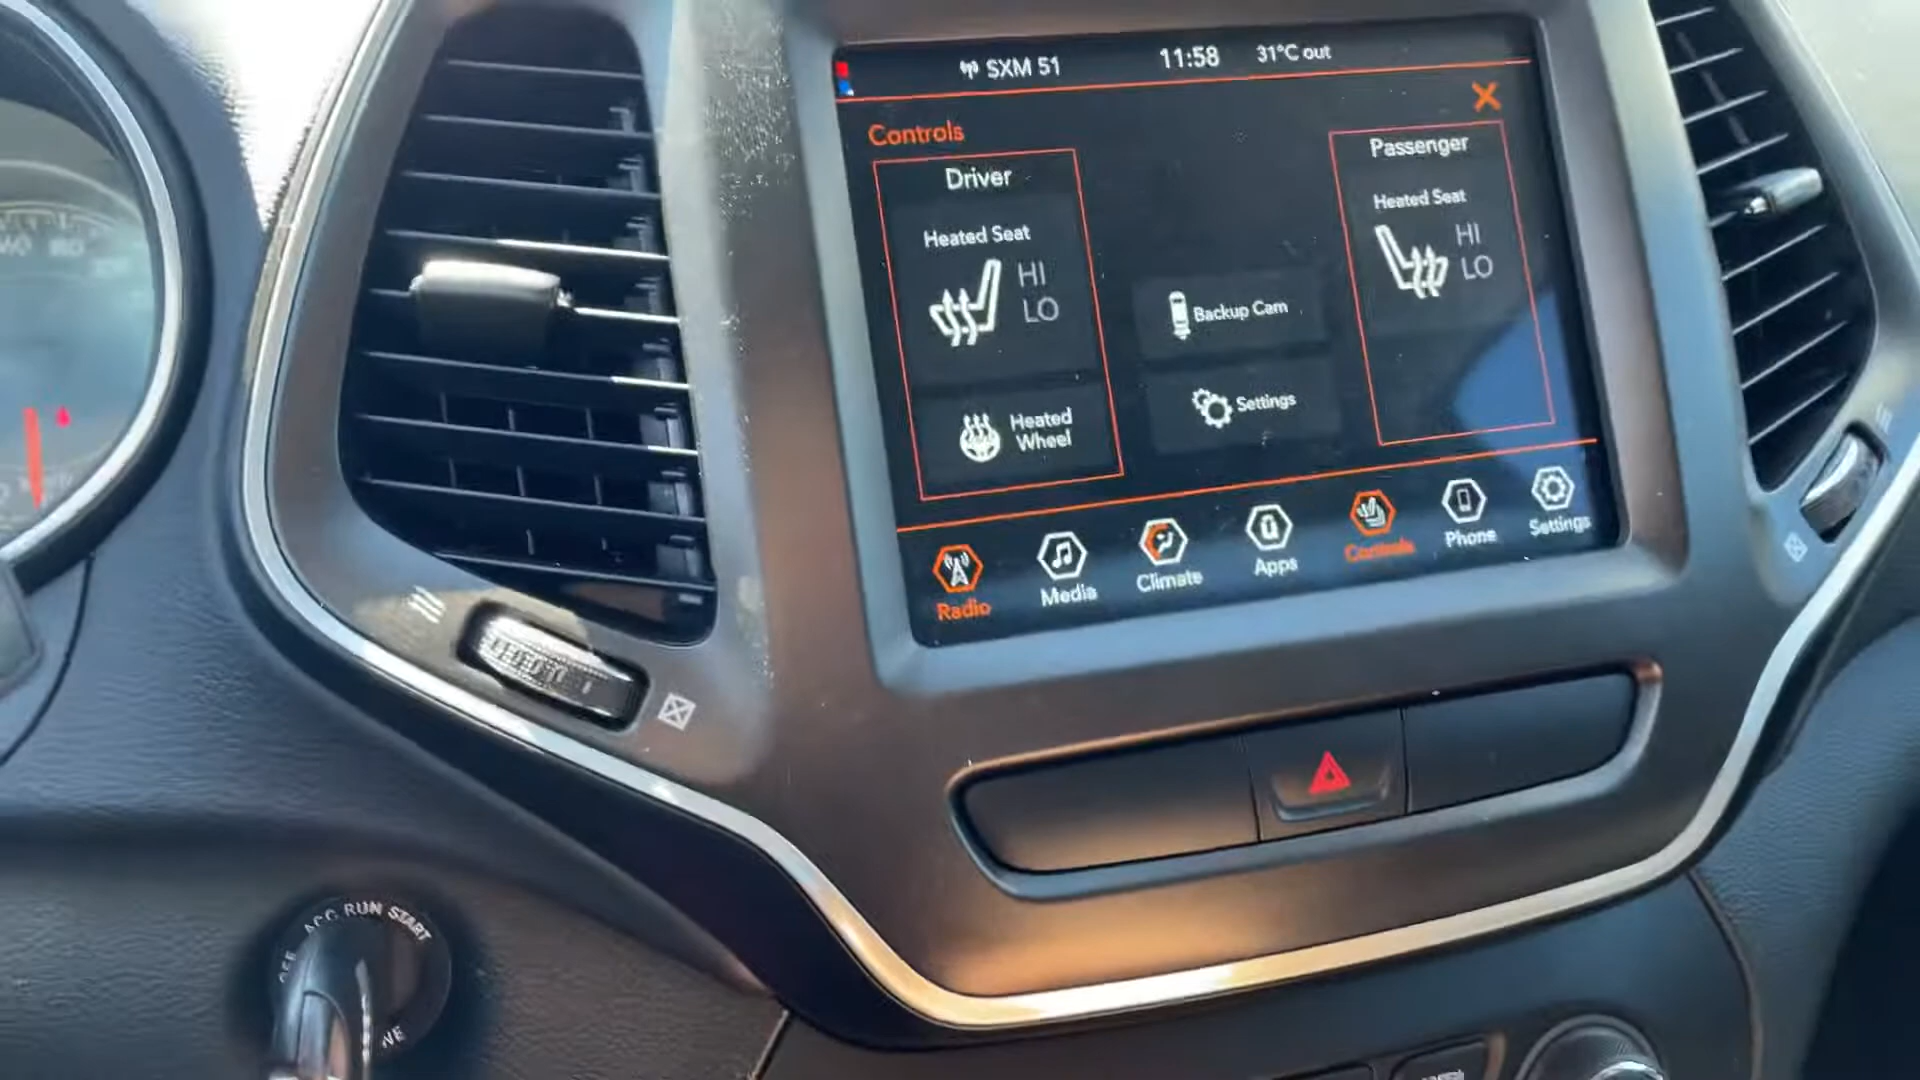 SXM 51
11:58
31°C out
Controls
Driver
Heated Seat
HI
LO
Heated
Wheel
Backup Cam
Settings
Passenger
Heated Seat
HI
LO
Radio
Media
Climate
Apps
Controls
Phone
Settings
ACC RUN START